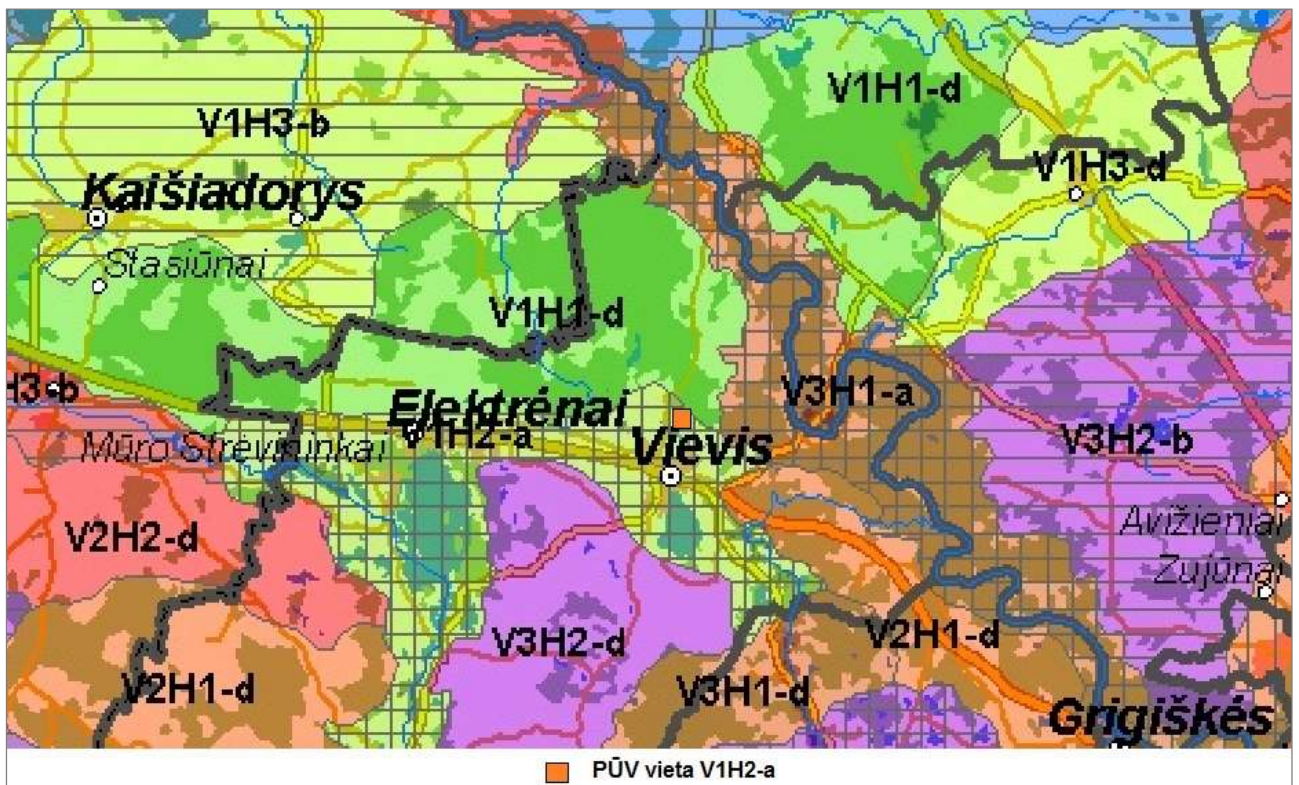 V1H1-d
V1H3-b
V1H3-d
Kaišiadorys
Stasiūnai
V1H1-d
H3-b
V3H1-a
Elektrėnai
V1H2-a
Mūro Strėvininkai
Vievis
V3H2-b
Avižieniai
V2H2-d
Zujūnai
V3H2-d
V2H1-d
V2H1-d
V3H1-d
Grigiškės
PŪV vieta V1H2-a